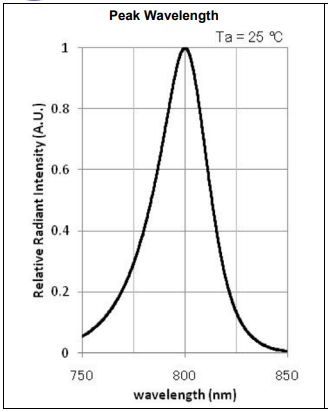 Peak Wavelength
Ta = 25 ℃
Relative Radiant Intensity (A.U.)
1
0.8
0.6
0.4
0.2
0
750
800
850
wavelength (nm)